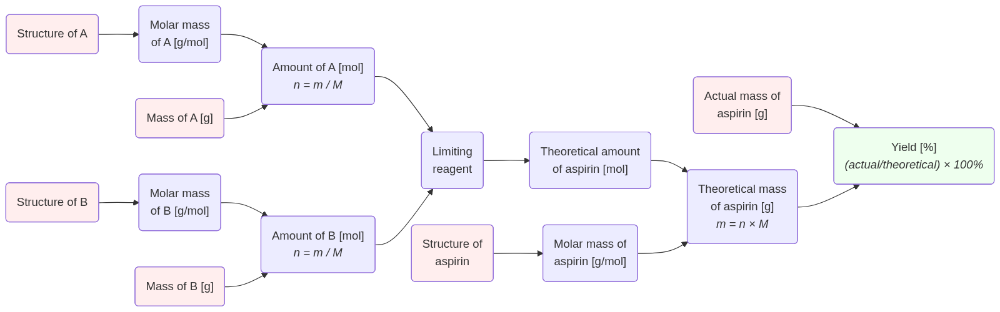 Structure of A
Molar mass
of A [g/mol]
Mass of A [g]
Amount of A [mol]
n = m / M
Structure of B
Molar mass
of B [g/mol]
Mass of B [g]
Amount of B [mol]
n = m / M
Limiting
reagent
Theoretical amount
of aspirin [mol]
Structure of
aspirin
Molar mass of
aspirin [g/mol]
Theoretical mass
of aspirin [g]
m = n × M
Actual mass of
aspirin [g]
Yield [%]
(actual/theoretical) × 100%